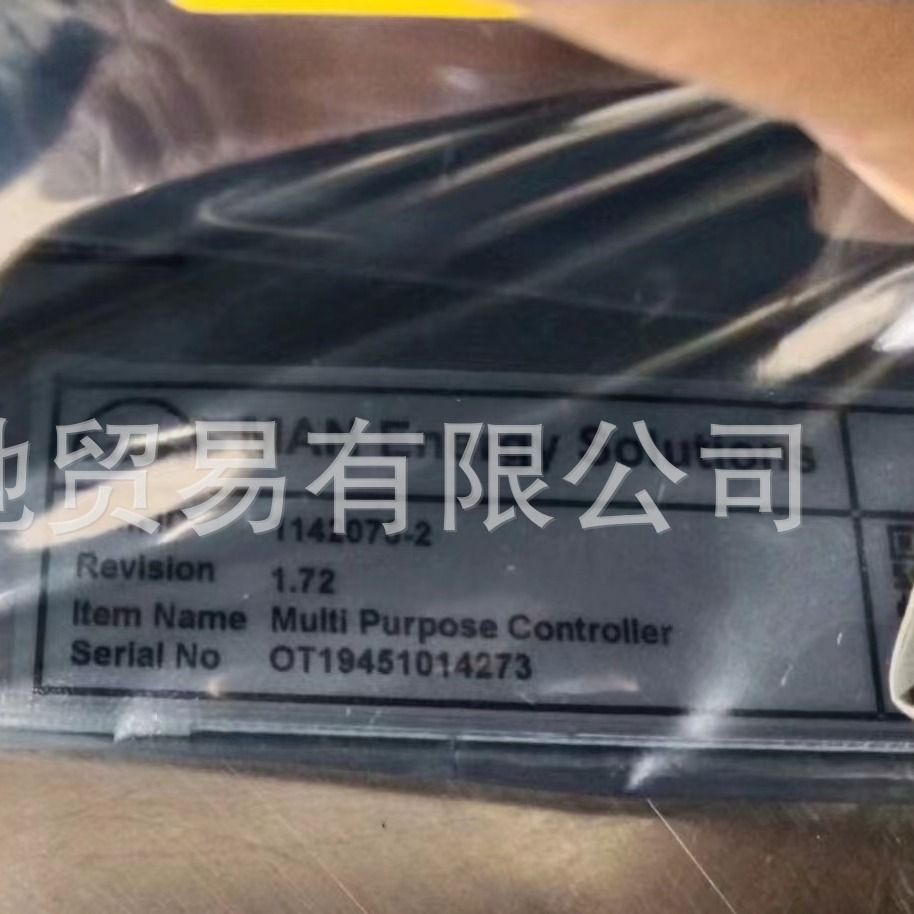 MAN Energy Solutions
贸易有限公司
Revision 1.72
Item Name Multi Purpose Controller
Serial No OT19451014273